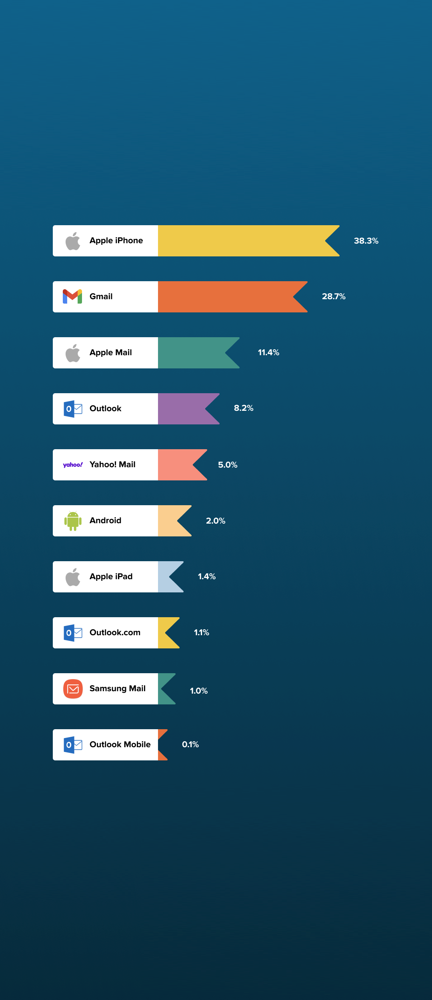 Apple iPhone 38.3%
Gmail 28.7%
Apple Mail 11.4%
Outlook 8.2%
yahoo! Yahoo! Mail 5.0%
Android 2.0%
Apple iPad 1.4%
Outlook.com 1.1%
Samsung Mail 1.0%
Outlook Mobile 0.1%